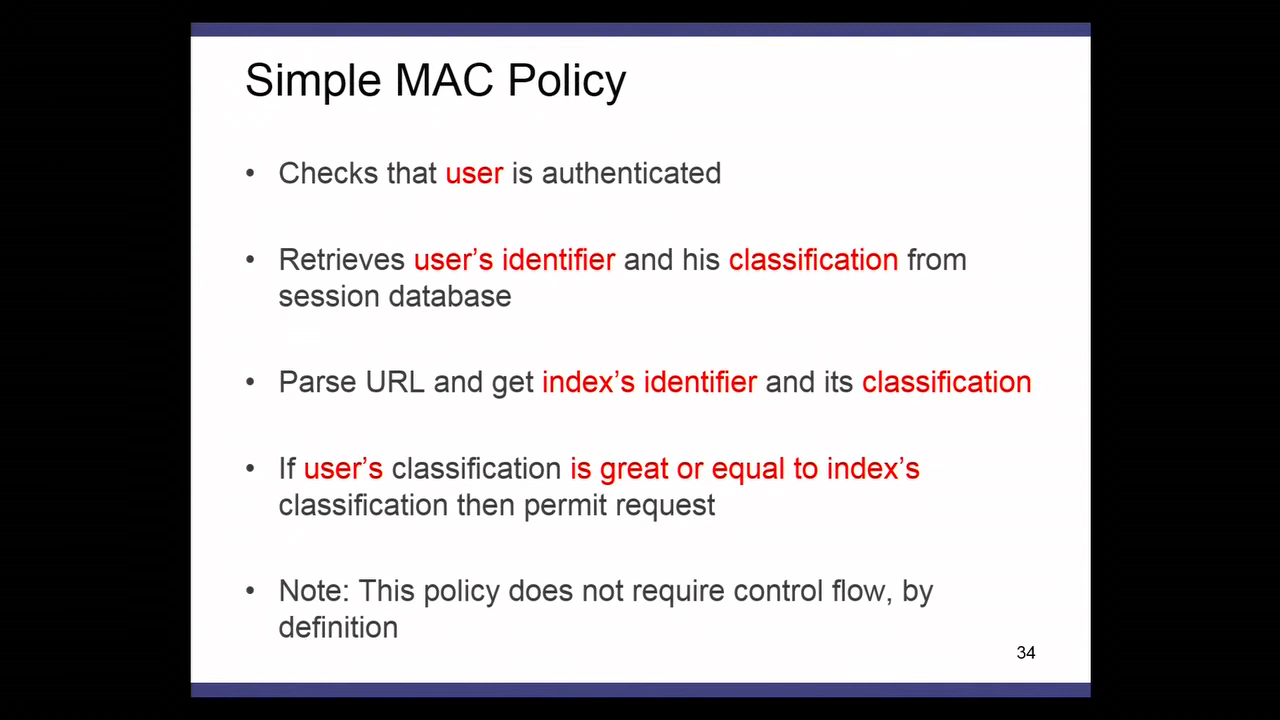 Simple MAC Policy
• Checks that user is authenticated
• Retrieves user’s identifier and his classification from
session database
• Parse URL and get index’s identifier and its classification
• If user’s classification is great or equal to index’s
classification then permit request
• Note: This policy does not require control flow, by
definition
34